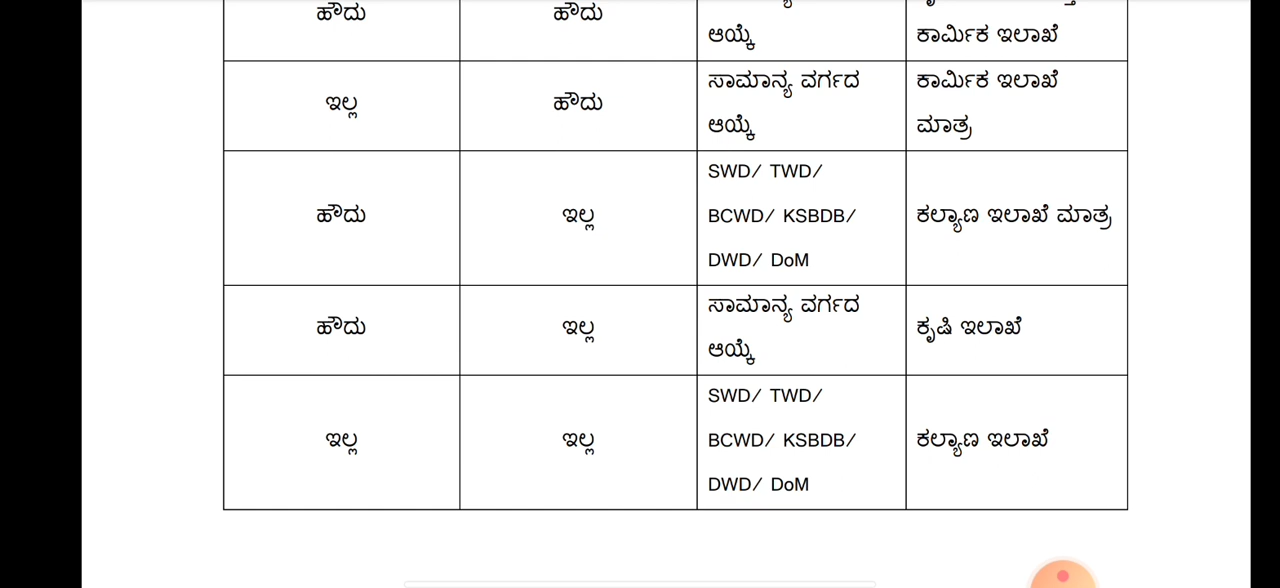 ಹೌದು
ಹೌದು
ಆಯ್ಕೆ
ಕಾರ್ಮಿಕ ಇಲಾಖೆ
ಇಲ್ಲ
ಹೌದು
ಸಾಮಾನ್ಯ ವರ್ಗದ
ಆಯ್ಕೆ
ಕಾರ್ಮಿಕ ಇಲಾಖೆ
ಮಾತ್ರ
ಹೌದು
ಇಲ್ಲ
SWD/ TWD/
BCWD/ KSBDB/
DWD/ DoM
ಕಲ್ಯಾಣ ಇಲಾಖೆ ಮಾತ್ರ
ಹೌದು
ಇಲ್ಲ
ಸಾಮಾನ್ಯ ವರ್ಗದ
ಆಯ್ಕೆ
ಕೃಷಿ ಇಲಾಖೆ
ಇಲ್ಲ
ಇಲ್ಲ
SWD/ TWD/
BCWD/ KSBDB/
DWD/ DoM
ಕಲ್ಯಾಣ ಇಲಾಖೆ